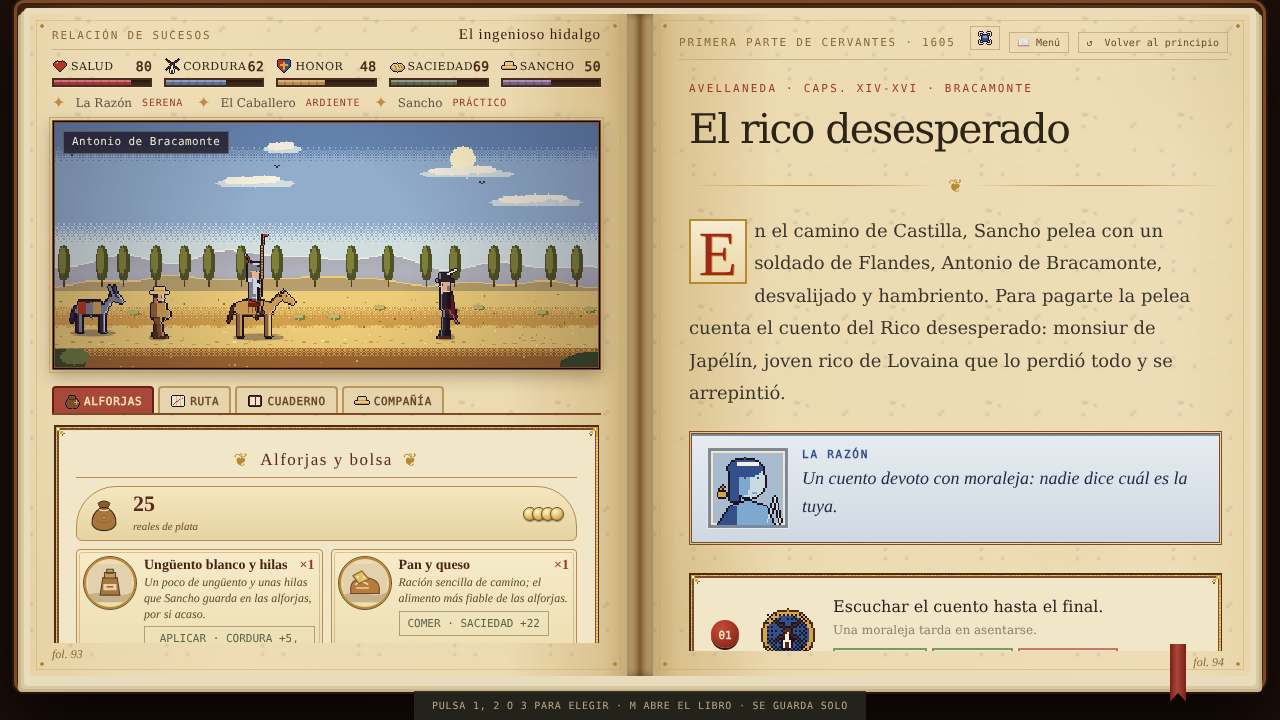 RELACIÓN DE SUCESOS
El ingenioso hidalgo
SALUD 80
CORDURA 62
HONOR 48
SACIEDAD 69
SANCHO 50
La Razón SERENA
El Caballero ARDIENTE
Sancho PRÁCTICO
Antonio de Bracamonte
ALFORJAS
RUTA
CUADERNO
COMPAÑÍA
Alforjas y bolsa
25
reales de plata
Ungüento blanco y hilas ×1
Un poco de ungüento y unas hilas
que Sancho guarda en las alforjas,
por si acaso.
APLICAR · CORDURA +5,
Pan y queso ×1
Ración sencilla de camino; el
alimento más fiable de las alforjas.
COMER · SACIEDAD +22
fol. 93
PRIMERA PARTE DE CERVANTES · 1605
Menú
Volver al principio
AVELLANEDA · CAPS. XIV-XVI · BRACAMONTE
El rico desesperado
En el camino de Castilla, Sancho pelea con un
soldado de Flandes, Antonio de Bracamonte,
desvalijado y hambriento. Para pagarte la pelea
cuenta el cuento del Rico desesperado: monsiur de
Japélín, joven rico de Lovaina que lo perdió todo y se
arrepintió.
LA RAZÓN
Un cuento devoto con moraleja: nadie dice cuál es la
tuya.
01
Escuchar el cuento hasta el final.
Una moraleja tarda en asentarse.
fol. 94
PULSA 1, 2 O 3 PARA ELEGIR · M ABRE EL LIBRO · SE GUARDA SOLO